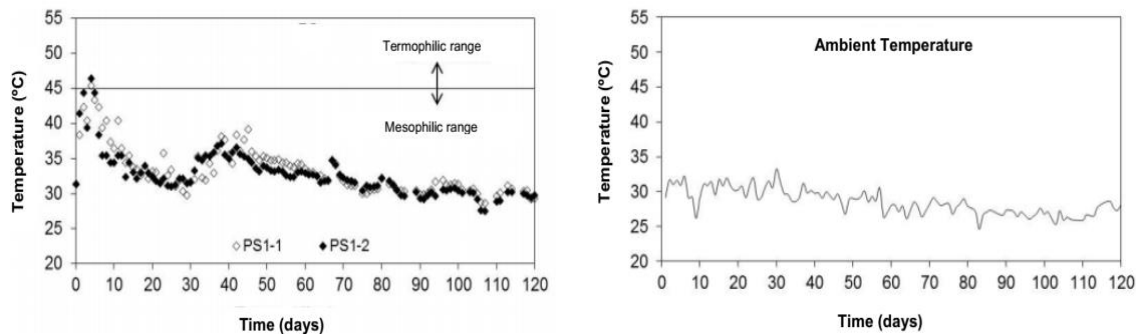 55
50
45
40
35
30
25
20
Temperature (°C)
Termophilic range
Mesophilic range
◇ PS1-1 ◆ PS1-2
0 10 20 30 40 50 60 70 80 90 100 110 120
Time (days)
55
50
45
40
35
30
25
20
Temperature (°C)
Ambient Temperature
0 10 20 30 40 50 60 70 80 90 100 110 120
Time (days)